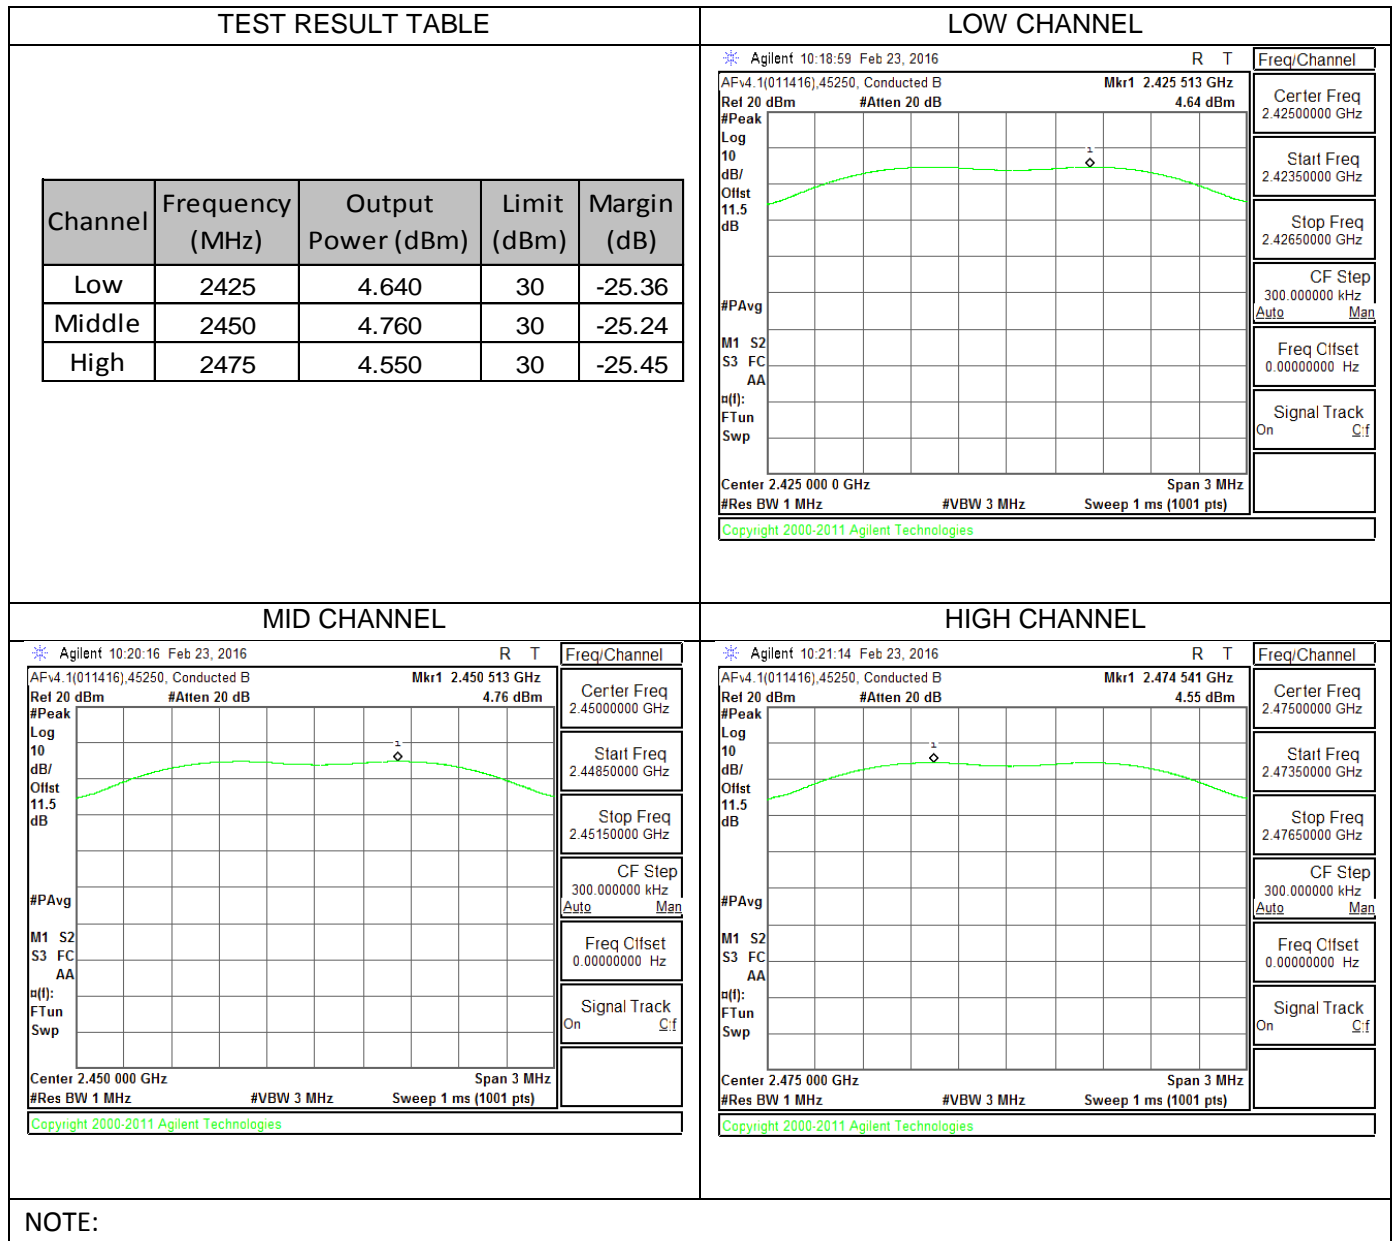 TEST RESULT TABLE
Channel Frequency (MHz) Output Power (dBm) Limit (dBm) Margin (dB)
Low 2425 4.640 30 -25.36
Middle 2450 4.760 30 -25.24
High 2475 4.550 30 -25.45
LOW CHANNEL
Agilent 10:18:59 Feb 23, 2016 R T
AFv4.1(011416),45250, Conducted B Mkr1 2.425 513 GHz
Ref 20 dBm #Atten 20 dB 4.64 dBm
#Peak
Log
10
dB/
Offst
11.5
dB
#PAvg
M1 S2
S3 FC
AA
¤(f):
FTun
Swp
1
Center 2.425 000 0 GHz Span 3 MHz
#Res BW 1 MHz #VBW 3 MHz Sweep 1 ms (1001 pts)
Copyright 2000-2011 Agilent Technologies
Freq/Channel
Center Freq
2.42500000 GHz
Start Freq
2.42350000 GHz
Stop Freq
2.42650000 GHz
CF Step
300.000000 kHz
Auto Man
Freq Offset
0.00000000 Hz
Signal Track
On Off
MID CHANNEL
Agilent 10:20:16 Feb 23, 2016 R T
AFv4.1(011416),45250, Conducted B Mkr1 2.450 513 GHz
Ref 20 dBm #Atten 20 dB 4.76 dBm
#Peak
Log
10
dB/
Offst
11.5
dB
#PAvg
M1 S2
S3 FC
AA
¤(f):
FTun
Swp
1
Center 2.450 000 GHz Span 3 MHz
#Res BW 1 MHz #VBW 3 MHz Sweep 1 ms (1001 pts)
Copyright 2000-2011 Agilent Technologies
Freq/Channel
Center Freq
2.45000000 GHz
Start Freq
2.44850000 GHz
Stop Freq
2.45150000 GHz
CF Step
300.000000 kHz
Auto Man
Freq Offset
0.00000000 Hz
Signal Track
On Off
HIGH CHANNEL
Agilent 10:21:14 Feb 23, 2016 R T
AFv4.1(011416),45250, Conducted B Mkr1 2.474 541 GHz
Ref 20 dBm #Atten 20 dB 4.55 dBm
#Peak
Log
10
dB/
Offst
11.5
dB
#PAvg
M1 S2
S3 FC
AA
¤(f):
FTun
Swp
1
Center 2.475 000 GHz Span 3 MHz
#Res BW 1 MHz #VBW 3 MHz Sweep 1 ms (1001 pts)
Copyright 2000-2011 Agilent Technologies
Freq/Channel
Center Freq
2.47500000 GHz
Start Freq
2.47350000 GHz
Stop Freq
2.47650000 GHz
CF Step
300.000000 kHz
Auto Man
Freq Offset
0.00000000 Hz
Signal Track
On Off
NOTE: